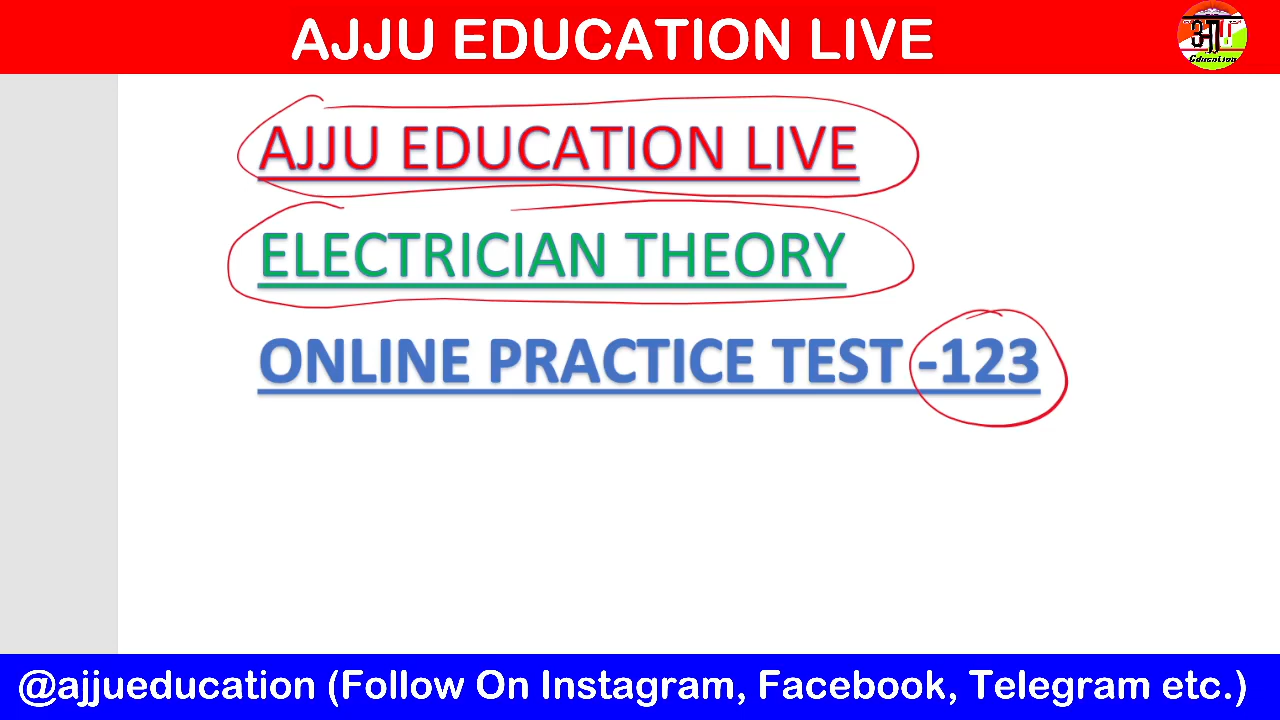 AJJU EDUCATION LIVE
Education
AJJU EDUCATION LIVE
ELECTRICIAN THEORY
ONLINE PRACTICE TEST -123
@ajjueducation (Follow On Instagram, Facebook, Telegram etc.)